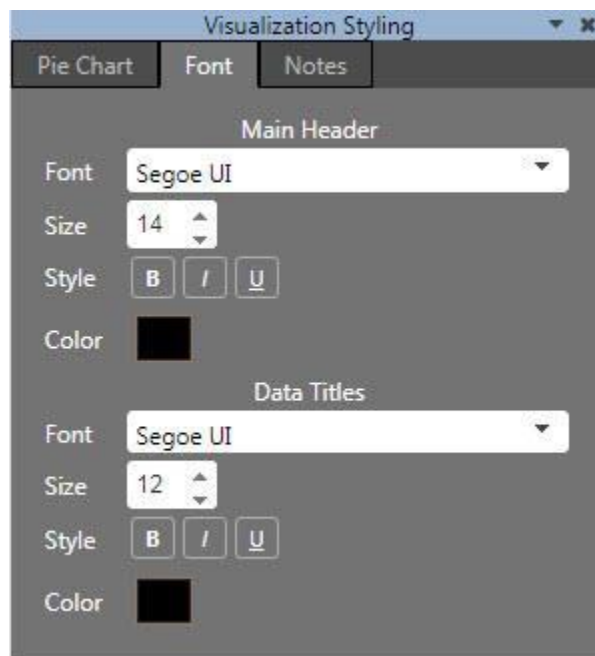 Visualization Styling
Pie Chart Font Notes
Main Header
Font Segoe UI
Size 14
Style B I U
Color
Data Titles
Font Segoe UI
Size 12
Style B I U
Color